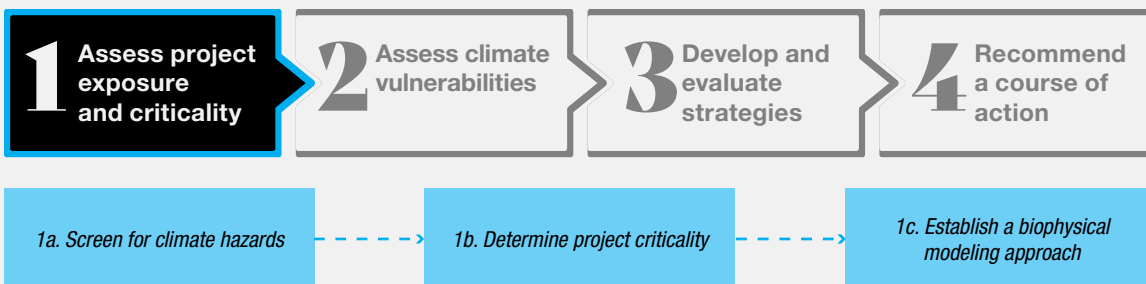 1 Assess project
exposure
and criticality
2 Assess climate
vulnerabilities
3 Develop and
evaluate
strategies
4 Recommend
a course of
action
1a. Screen for climate hazards
1b. Determine project criticality
1c. Establish a biophysical
modeling approach